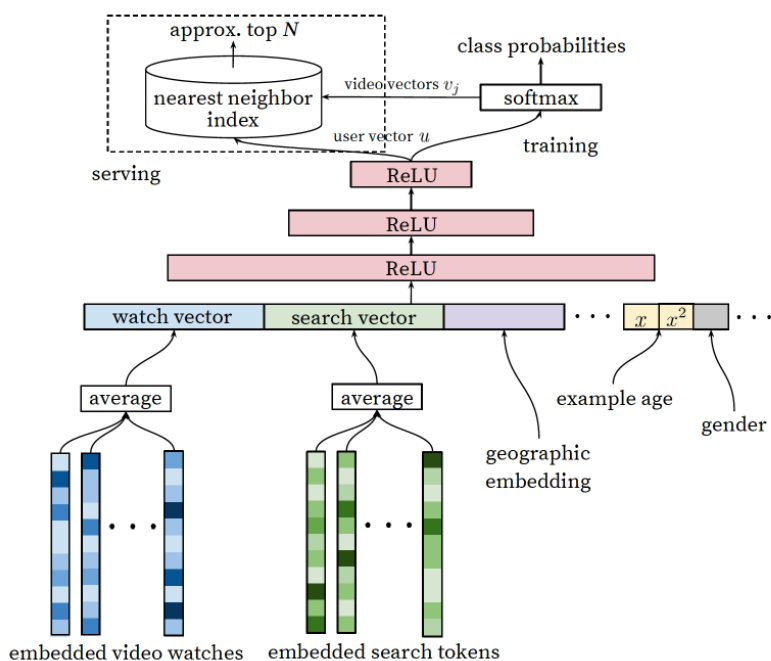 approx. top N
class probabilities
nearest neighbor
index
video vectors v_j
softmax
user vector u
training
serving
ReLU
ReLU
ReLU
watch vector
search vector
...
x
x²
...
average
average
example age
gender
geographic
embedding
...
...
embedded video watches
embedded search tokens